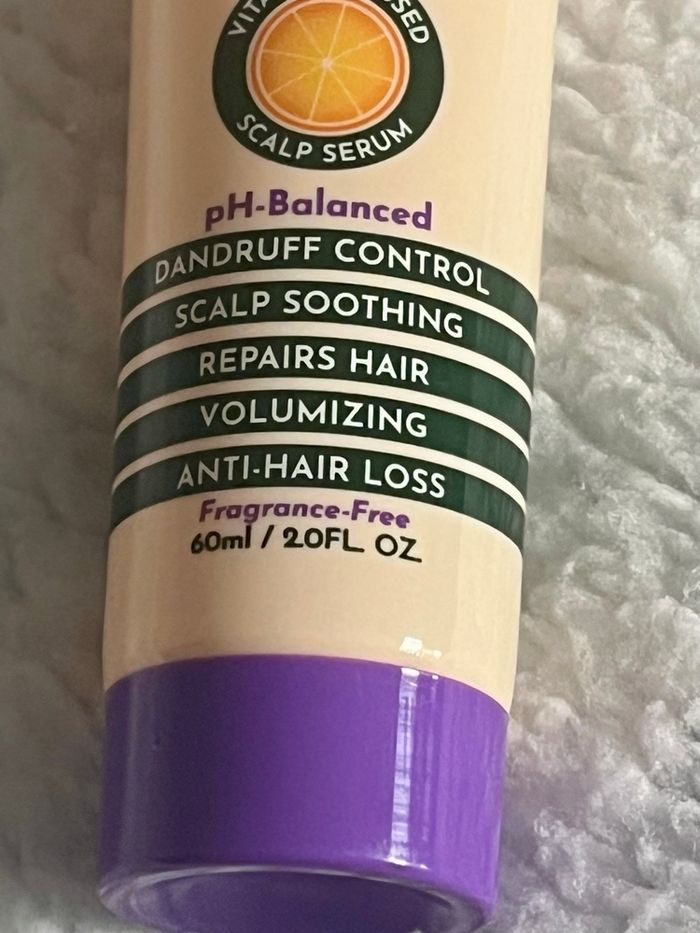 SCALP SERUM
pH-Balanced
DANDRUFF CONTROL
SCALP SOOTHING
REPAIRS HAIR
VOLUMIZING
ANTI-HAIR LOSS
Fragrance-Free
60ml / 20FL OZ